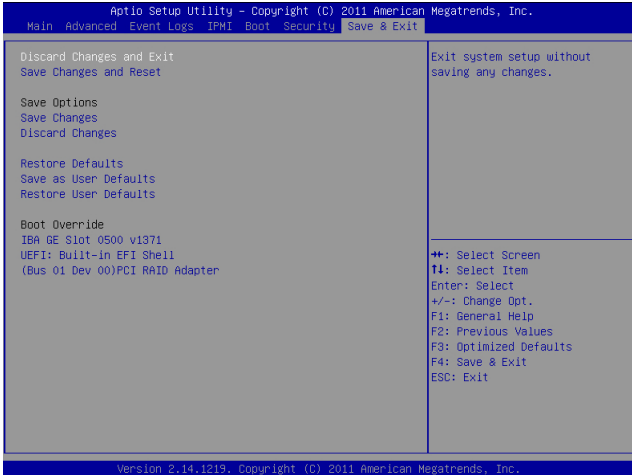 Aptio Setup Utility – Copyright (C) 2011 American Megatrends, Inc.
Main Advanced Event Logs IPMI Boot Security Save & Exit
Discard Changes and Exit
Save Changes and Reset
Save Options
Save Changes
Discard Changes
Restore Defaults
Save as User Defaults
Restore User Defaults
Boot Override
IBA GE Slot 0500 v1371
UEFI: Built-in EFI Shell
(Bus 01 Dev 00)PCI RAID Adapter
Exit system setup without
saving any changes.
→←: Select Screen
↑↓: Select Item
Enter: Select
+/-: Change Opt.
F1: General Help
F2: Previous Values
F3: Optimized Defaults
F4: Save & Exit
ESC: Exit
Version 2.14.1219. Copyright (C) 2011 American Megatrends, Inc.